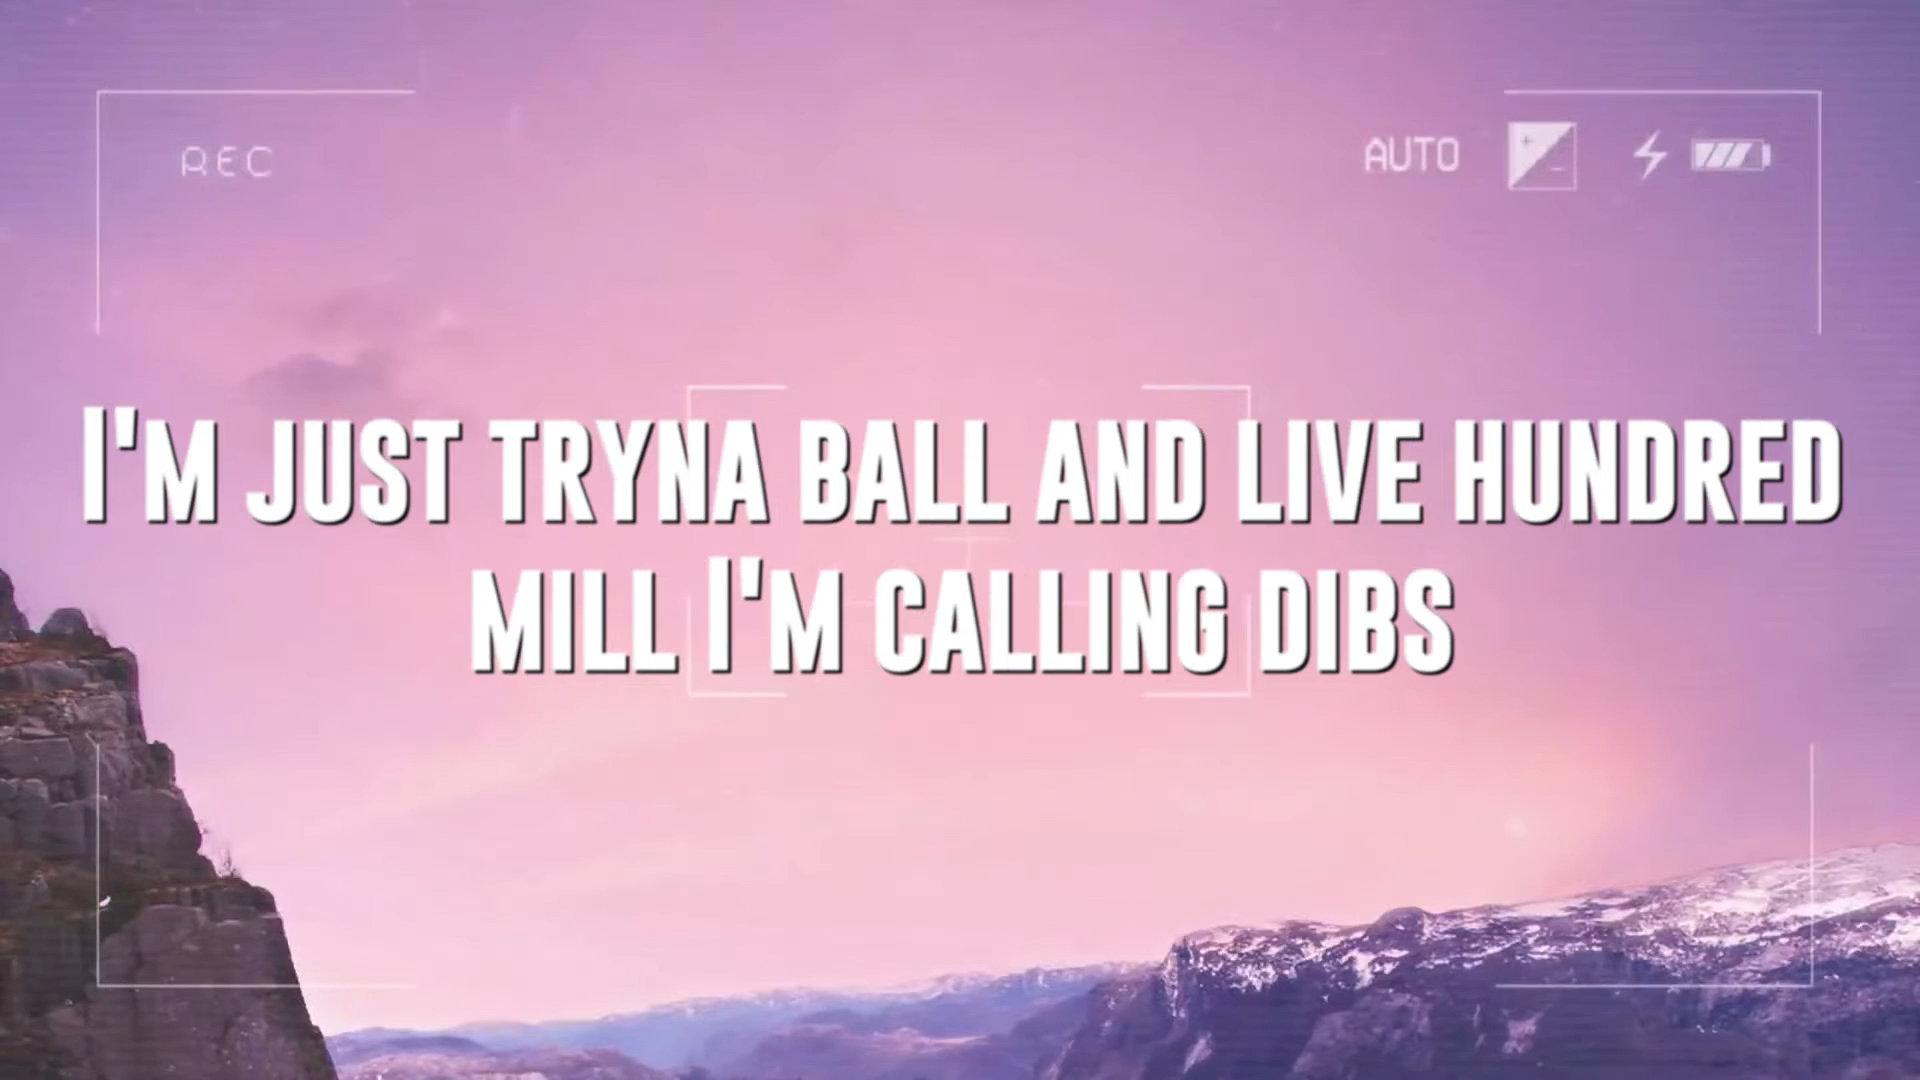 REC
AUTO
I'M JUST TRYNA BALL AND LIVE HUNDRED
MILL I'M CALLING DIBS